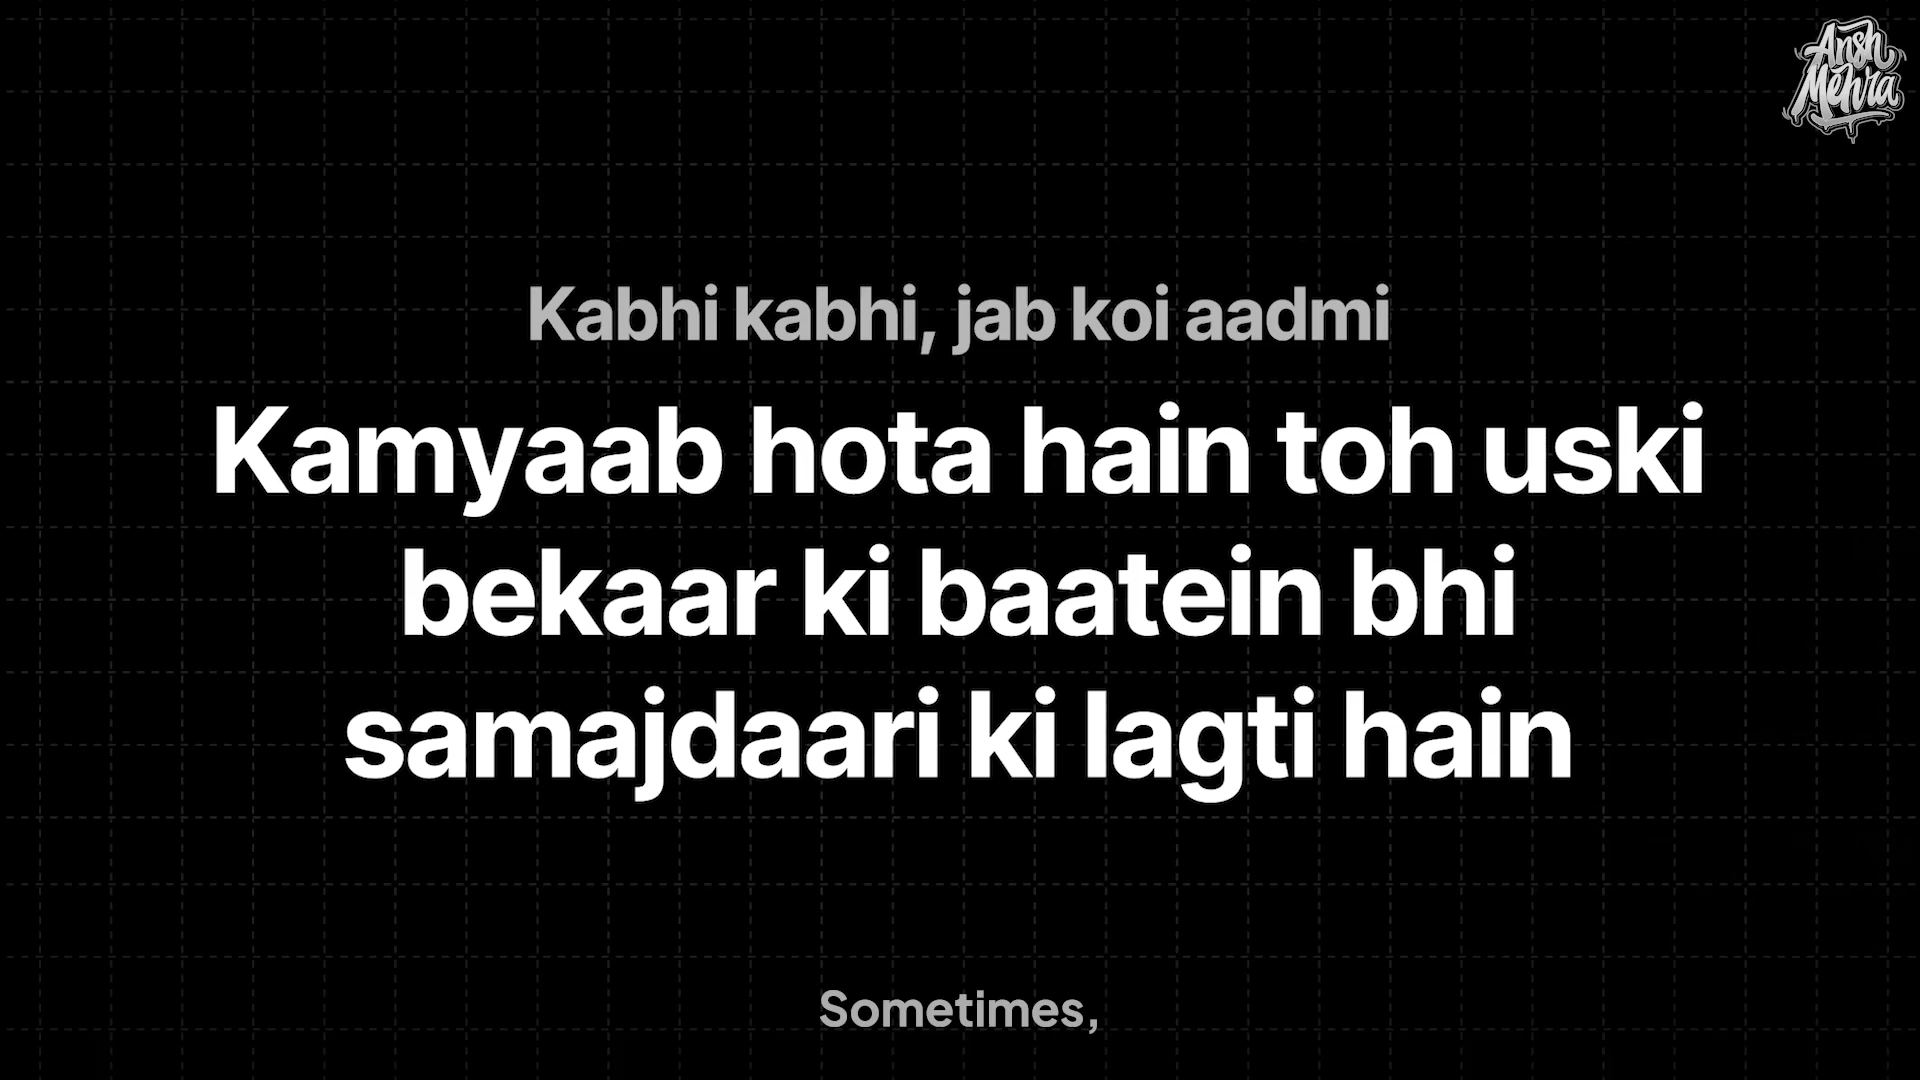 Ansh
Mehra
Kabhi kabhi, jab koi aadmi
Kamyaab hota hain toh uski
bekaar ki baatein bhi
samajdaari ki lagti hain
Sometimes,